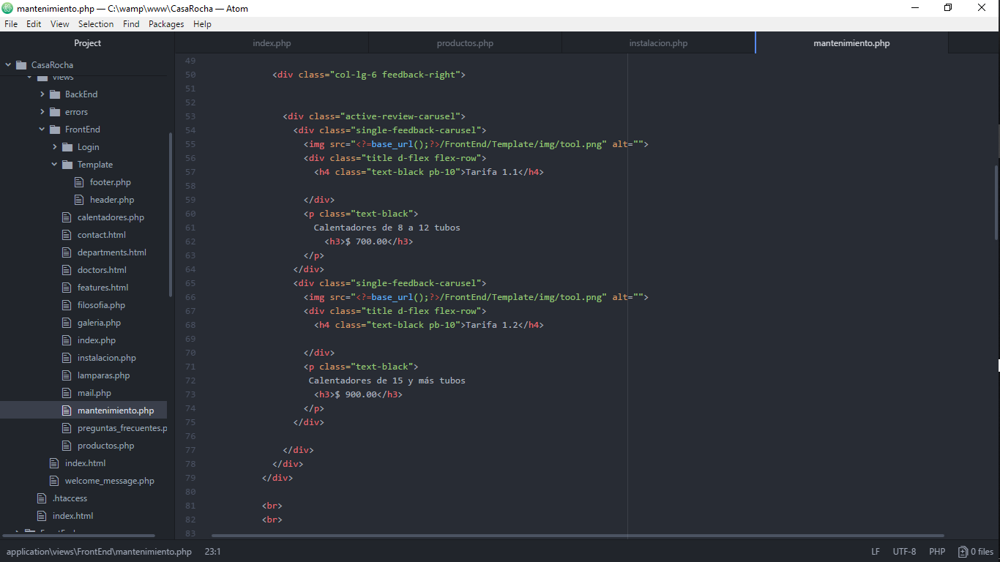 mantenimiento.php — C:\wamp\www\CasaRocha — Atom
File Edit View Selection Find Packages Help
Project
CasaRocha
views
BackEnd
errors
FrontEnd
Login
Template
footer.php
header.php
calentadores.php
contact.html
departments.html
doctors.html
features.html
filosofia.php
galeria.php
index.php
instalacion.php
lamparas.php
mail.php
mantenimiento.php
preguntas_frecuentes.p
productos.php
index.html
welcome_message.php
.htaccess
index.html
index.php productos.php instalacion.php mantenimiento.php
49
50 <div class="col-lg-6 feedback-right">
51
52
53 <div class="active-review-carusel">
54 <div class="single-feedback-carusel">
55 <img src="<?=base_url();?>/FrontEnd/Template/img/tool.png" alt="">
56 <div class="title d-flex flex-row">
57 <h4 class="text-black pb-10">Tarifa 1.1</h4>
58
59 </div>
60 <p class="text-black">
61 Calentadores de 8 a 12 tubos
62 <h3>$ 700.00</h3>
63 </p>
64 </div>
65 <div class="single-feedback-carusel">
66 <img src="<?=base_url();?>/FrontEnd/Template/img/tool.png" alt="">
67 <div class="title d-flex flex-row">
68 <h4 class="text-black pb-10">Tarifa 1.2</h4>
69
70 </div>
71 <p class="text-black">
72 Calentadores de 15 y más tubos
73 <h3>$ 900.00</h3>
74 </p>
75 </div>
76
77 </div>
78 </div>
79 </div>
80
81 <br>
82 <br>
83
application\views\FrontEnd\mantenimiento.php 23:1 LF UTF-8 PHP 0 files